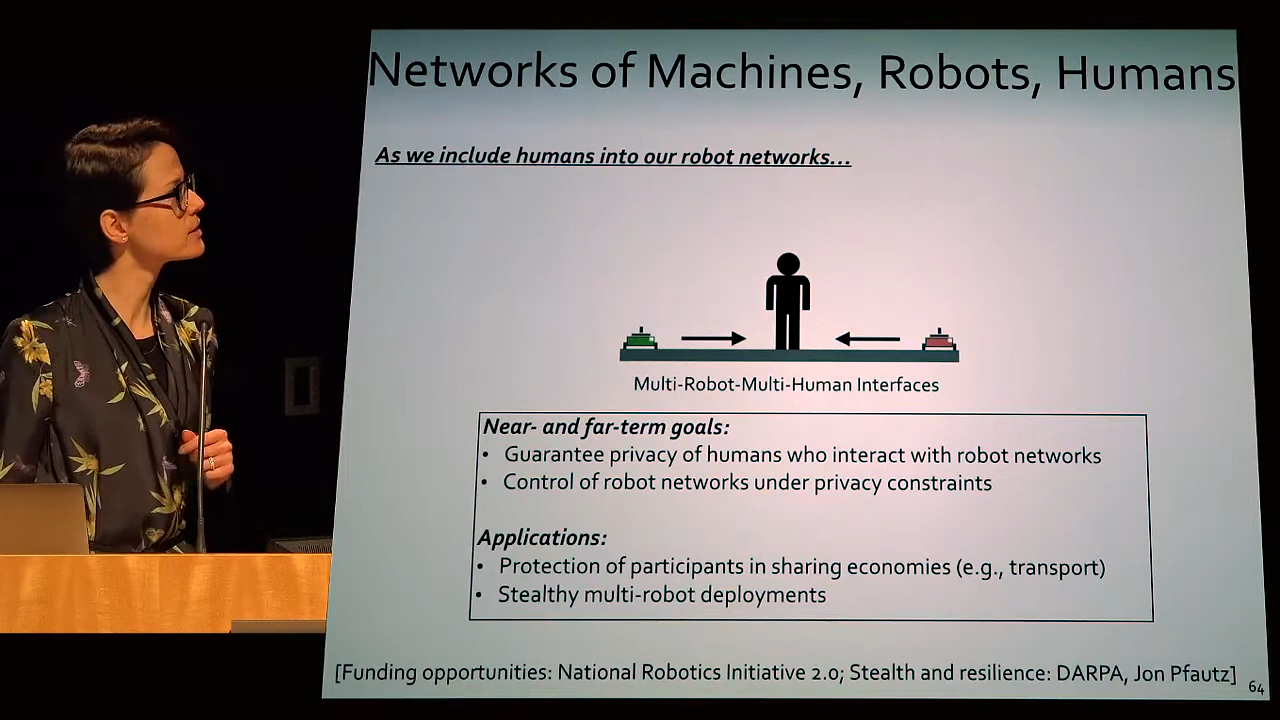 Networks of Machines, Robots, Humans
As we include humans into our robot networks...
Multi-Robot-Multi-Human Interfaces
Near- and far-term goals:
• Guarantee privacy of humans who interact with robot networks
• Control of robot networks under privacy constraints
Applications:
• Protection of participants in sharing economies (e.g., transport)
• Stealthy multi-robot deployments
[Funding opportunities: National Robotics Initiative 2.0; Stealth and resilience: DARPA, Jon Pfautz]
64